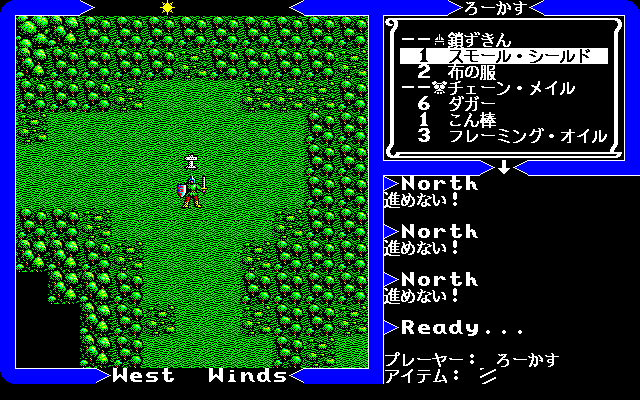 ろーかす
ーー 鎖ずきん
1 スモール・シールド
2 布の服
ーー チェーン・メイル
6 ダガー
1 こん棒
3 フレーミング・オイル
North
進めない!
North
進めない!
North
進めない!
Ready...
プレーヤー: ろーかす
アイテム:
West Winds